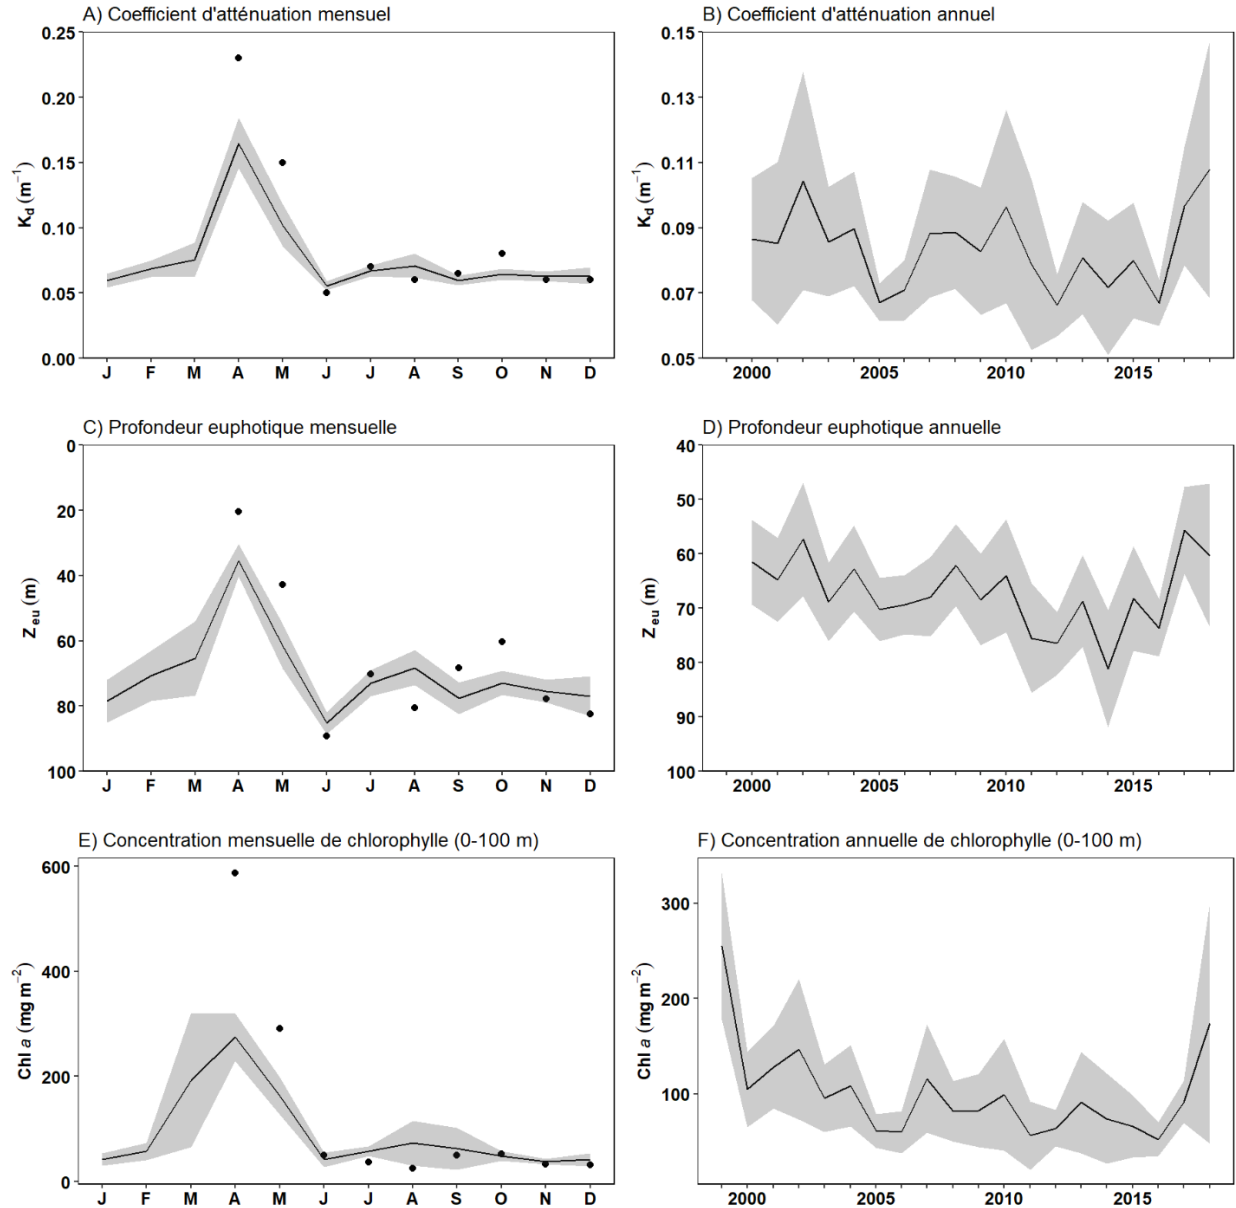 A) Coefficient d'atténuation mensuel
K_d (m⁻¹)
0.25
0.20
0.15
0.10
0.05
0.00
J F M A M J J A S O N D
B) Coefficient d'atténuation annuel
K_d (m⁻¹)
0.15
0.13
0.11
0.09
0.07
0.05
2000 2005 2010 2015
C) Profondeur euphotique mensuelle
Z_eu (m)
0
20
40
60
80
100
J F M A M J J A S O N D
D) Profondeur euphotique annuelle
Z_eu (m)
40
50
60
70
80
90
100
2000 2005 2010 2015
E) Concentration mensuelle de chlorophylle (0-100 m)
Chl a (mg m⁻²)
600
400
200
0
J F M A M J J A S O N D
F) Concentration annuelle de chlorophylle (0-100 m)
Chl a (mg m⁻²)
300
200
100
2000 2005 2010 2015